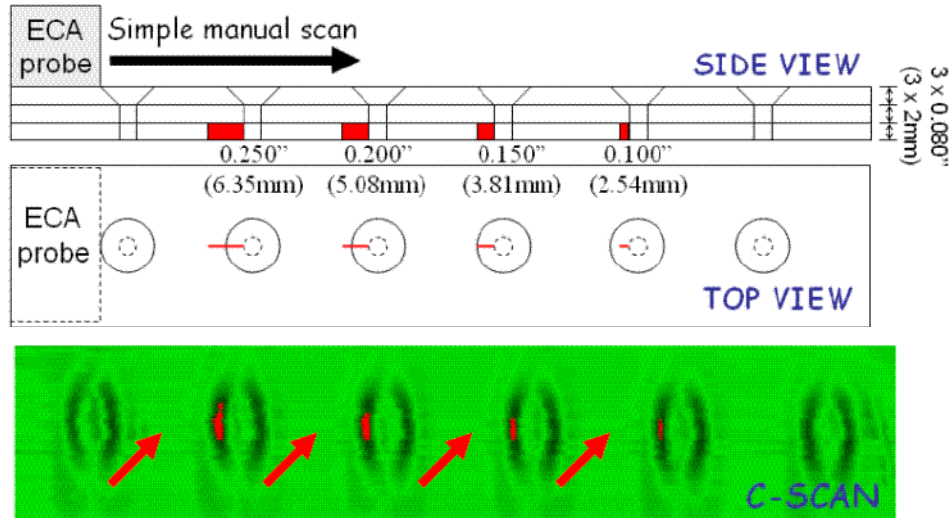 ECA
probe
Simple manual scan
SIDE VIEW
3 x 0.080”
(3 x 2mm)
0.250” 0.200” 0.150” 0.100”
(6.35mm) (5.08mm) (3.81mm) (2.54mm)
ECA
probe
TOP VIEW
C-SCAN